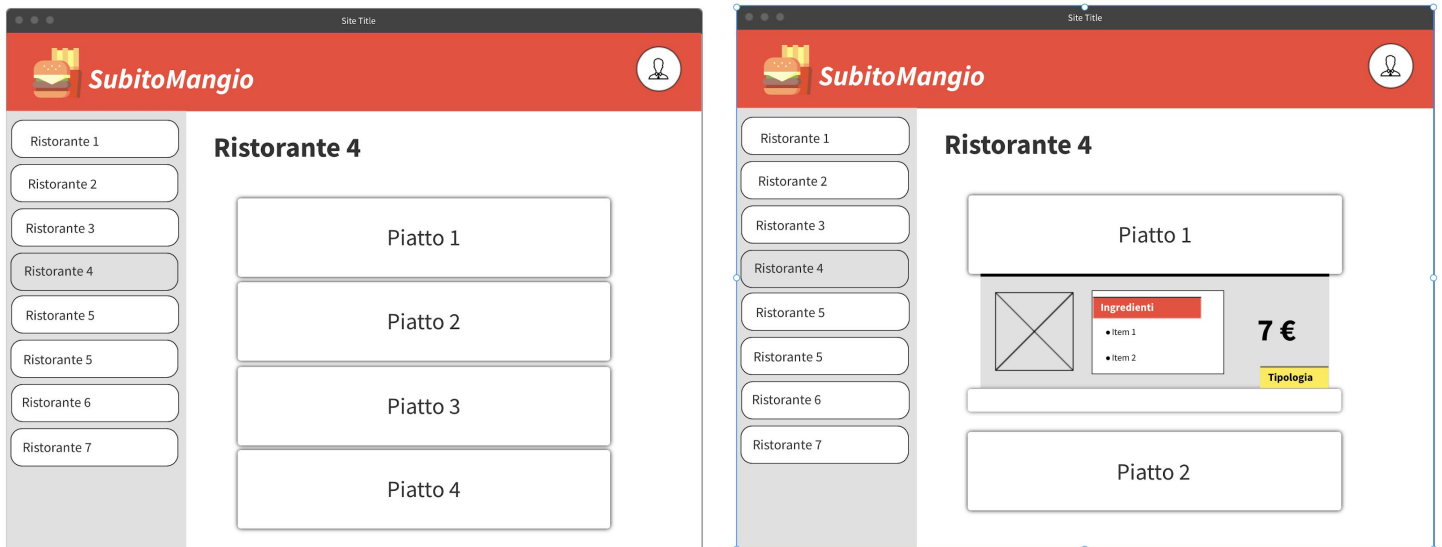 Site Title
SubitoMangio
Ristorante 1
Ristorante 2
Ristorante 3
Ristorante 4
Ristorante 5
Ristorante 5
Ristorante 6
Ristorante 7
Ristorante 4
Piatto 1
Piatto 2
Piatto 3
Piatto 4
Site Title
SubitoMangio
Ristorante 1
Ristorante 2
Ristorante 3
Ristorante 4
Ristorante 5
Ristorante 5
Ristorante 6
Ristorante 7
Ristorante 4
Piatto 1
Ingredienti
• Item 1
• Item 2
7 €
Tipologia
Piatto 2